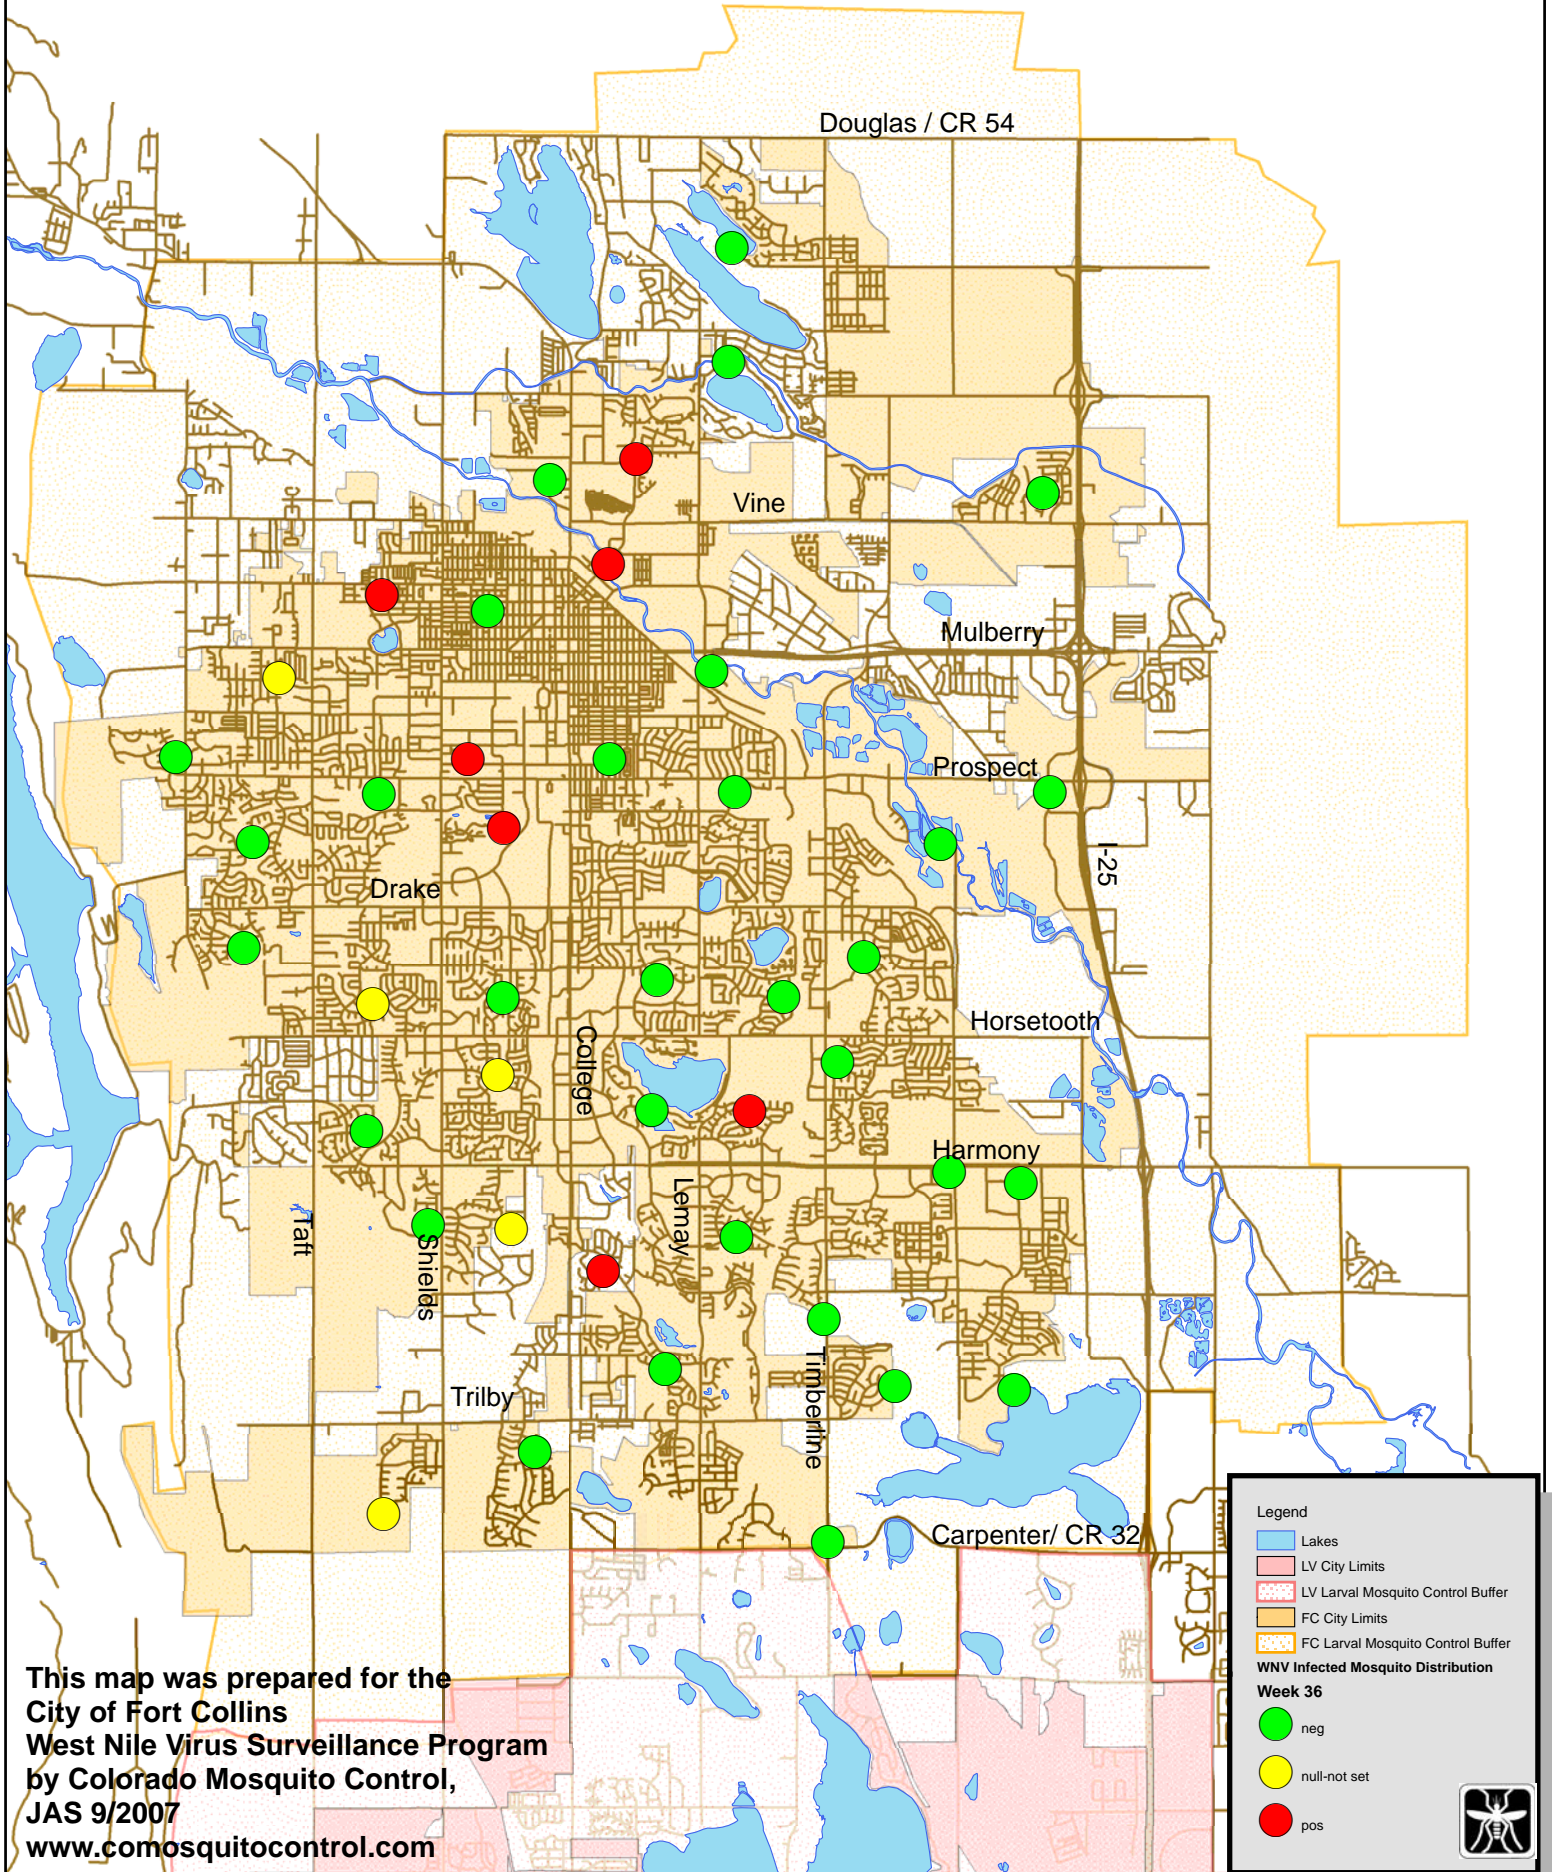 Douglas / CR 54
Vine
Mulberry
Prospect
I-25
Drake
Horsetooth
College
Harmony
Lemay
Taft
Shields
Timberline
Trilby
Carpenter/ CR 32
Legend
Lakes
LV City Limits
LV Larval Mosquito Control Buffer
FC City Limits
FC Larval Mosquito Control Buffer
WNV Infected Mosquito Distribution
Week 36
neg
null-not set
pos
This map was prepared for the
City of Fort Collins
West Nile Virus Surveillance Program
by Colorado Mosquito Control,
JAS 9/2007
www.comosquitocontrol.com